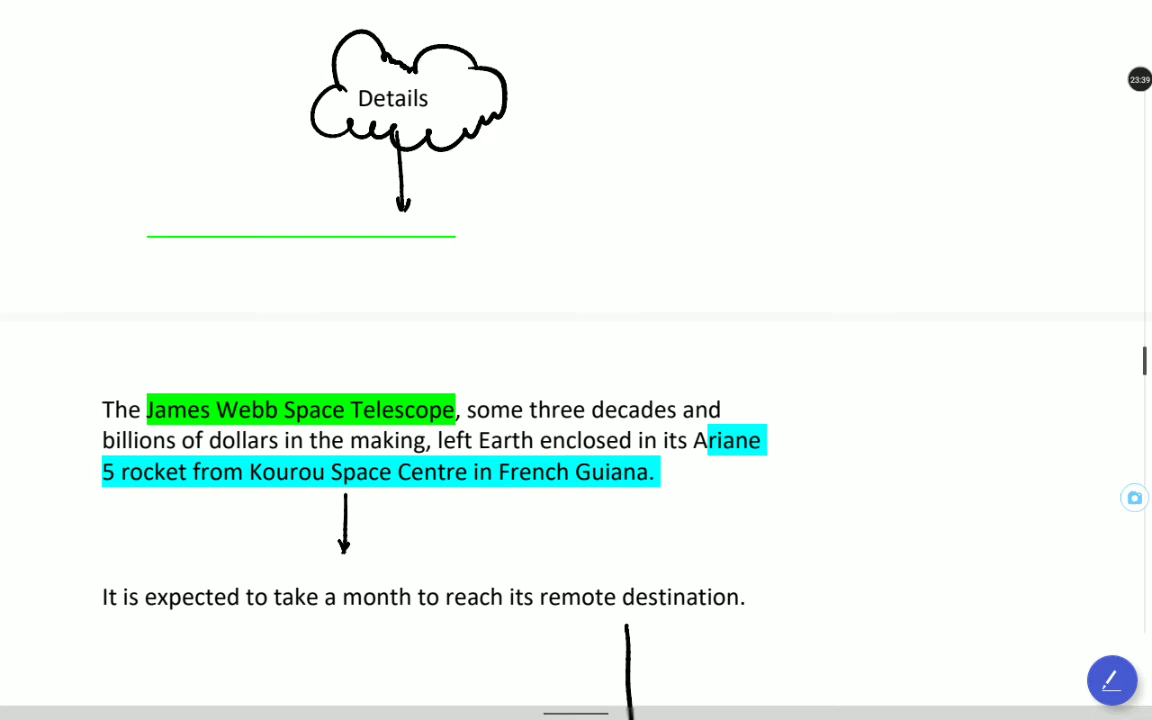 Details
23:39
The James Webb Space Telescope, some three decades and
billions of dollars in the making, left Earth enclosed in its Ariane
5 rocket from Kourou Space Centre in French Guiana.
It is expected to take a month to reach its remote destination.